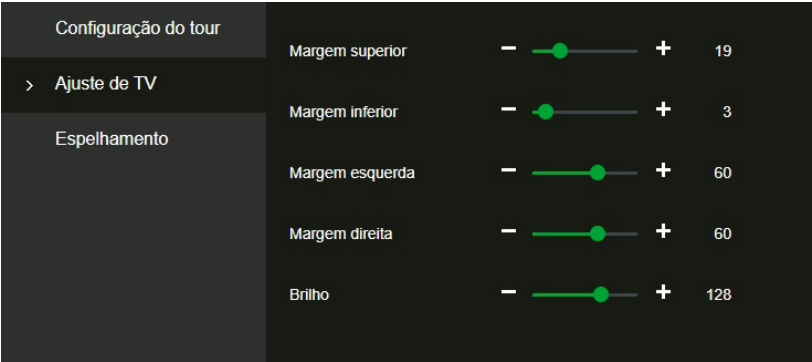 Configuração do tour
Ajuste de TV
Espelhamento
Margem superior 19
Margem inferior 3
Margem esquerda 60
Margem direita 60
Brilho 128